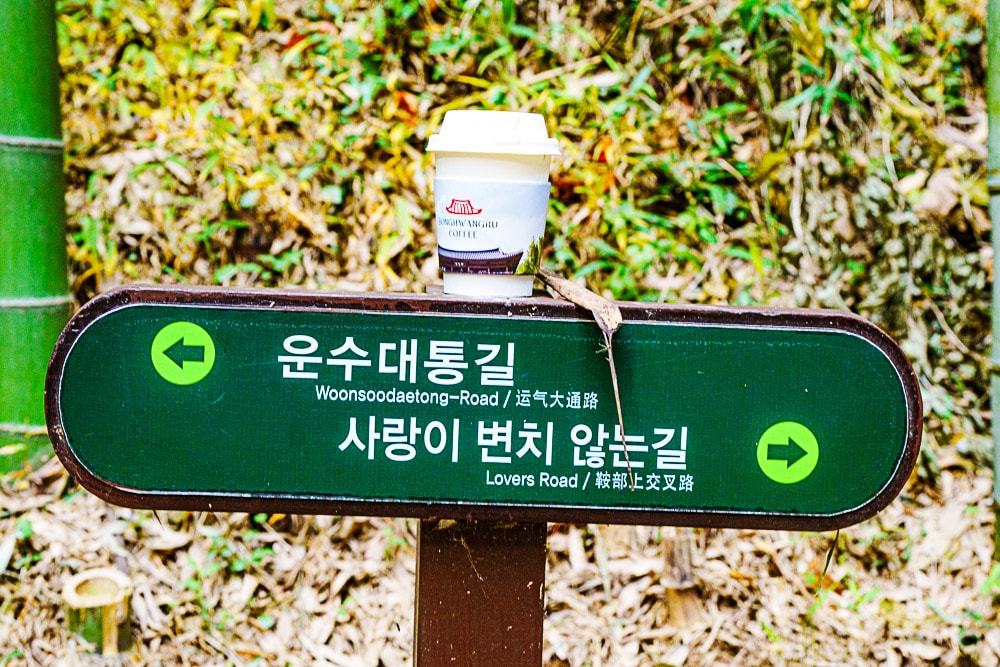 COFFEE
운수대통길
Woonsoodaetong-Road / 运气大通路
사랑이 변치 않는길
Lovers Road / 鞍部上交叉路